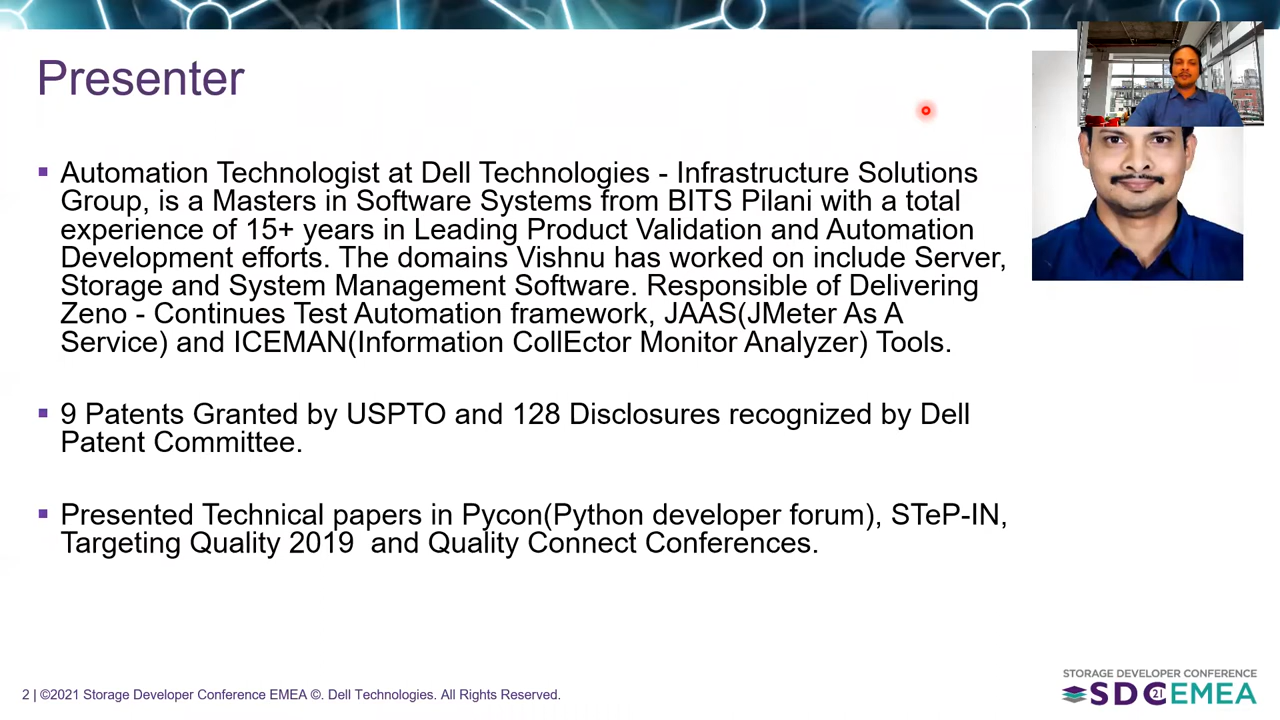 Presenter
▪ Automation Technologist at Dell Technologies - Infrastructure Solutions
Group, is a Masters in Software Systems from BITS Pilani with a total
experience of 15+ years in Leading Product Validation and Automation
Development efforts. The domains Vishnu has worked on include Server,
Storage and System Management Software. Responsible of Delivering
Zeno - Continues Test Automation framework, JAAS(JMeter As A
Service) and ICEMAN(Information CollEctor Monitor Analyzer) Tools.
▪ 9 Patents Granted by USPTO and 128 Disclosures recognized by Dell
Patent Committee.
▪ Presented Technical papers in Pycon(Python developer forum), STeP-IN,
Targeting Quality 2019  and Quality Connect Conferences.
2 | ©2021 Storage Developer Conference EMEA ©. Dell Technologies. All Rights Reserved.
STORAGE DEVELOPER CONFERENCE
SDC 21 EMEA